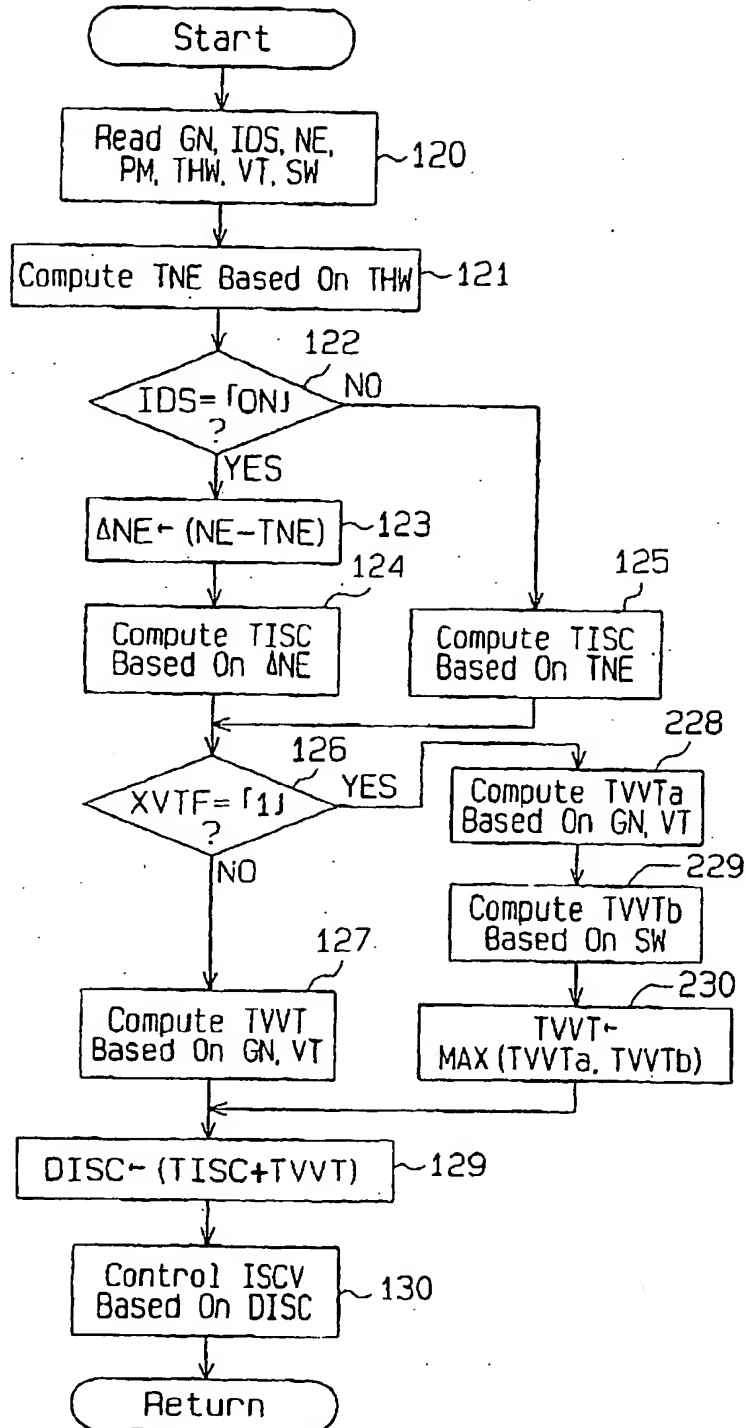 Start
Read GN, IDS, NE,
PM, THW, VT, SW
120
Compute TNE Based On THW
121
122
IDS=「ON」
?
NO
YES
ΔNE←(NE-TNE)
123
124
Compute TISC
Based On ΔNE
125
Compute TISC
Based On TNE
126
XVTF=「1」
?
YES
NO
228
Compute TVVTa
Based On GN, VT
229
Compute TVVTb
Based On SW
230
TVVT←
MAX(TVVTa, TVVTb)
127
Compute TVVT
Based On GN, VT
DISC←(TISC+TVVT)
129
Control ISCV
Based On DISC
130
Return